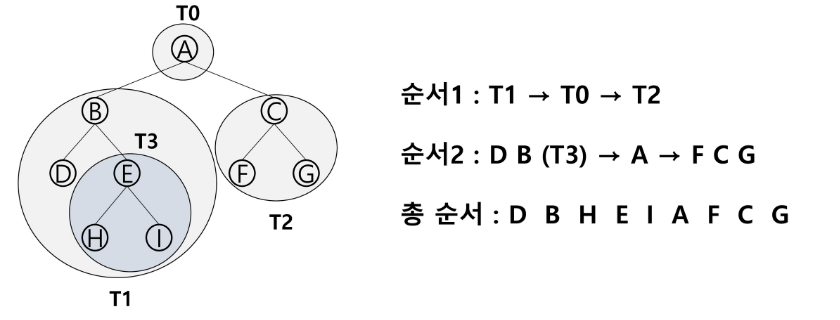 T0
A
B
C
T3
D
E
F
G
H
I
T2
T1
순서1 : T1 → T0 → T2
순서2 : D B (T3) → A → F C G
총 순서 : D B H E I A F C G